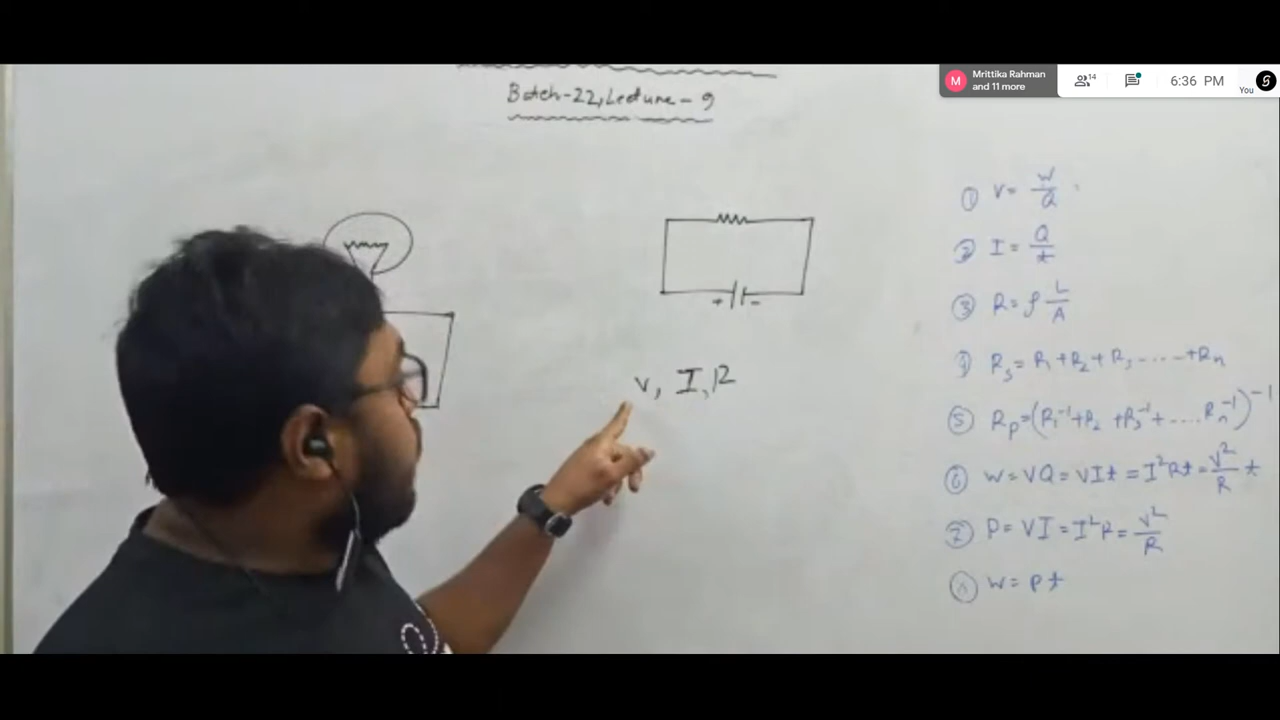 Batch-22, Lecture-9
Mrittika Rahman
and 11 more
14
6:36 PM
You
+ -
V, I, R
① V = W/Q
② I = Q/t
③ R = ρ L/A
④ Rs = R1 + R2 + R3 ..... + Rn
⑤ Rp = (R1⁻¹ + R2 + R3⁻¹ + .... Rn⁻¹)⁻¹
⑥ W = VQ = VIt = I²Rt = V²/R t
⑦ P = VI = I²R = V²/R
⑧ W = Pt